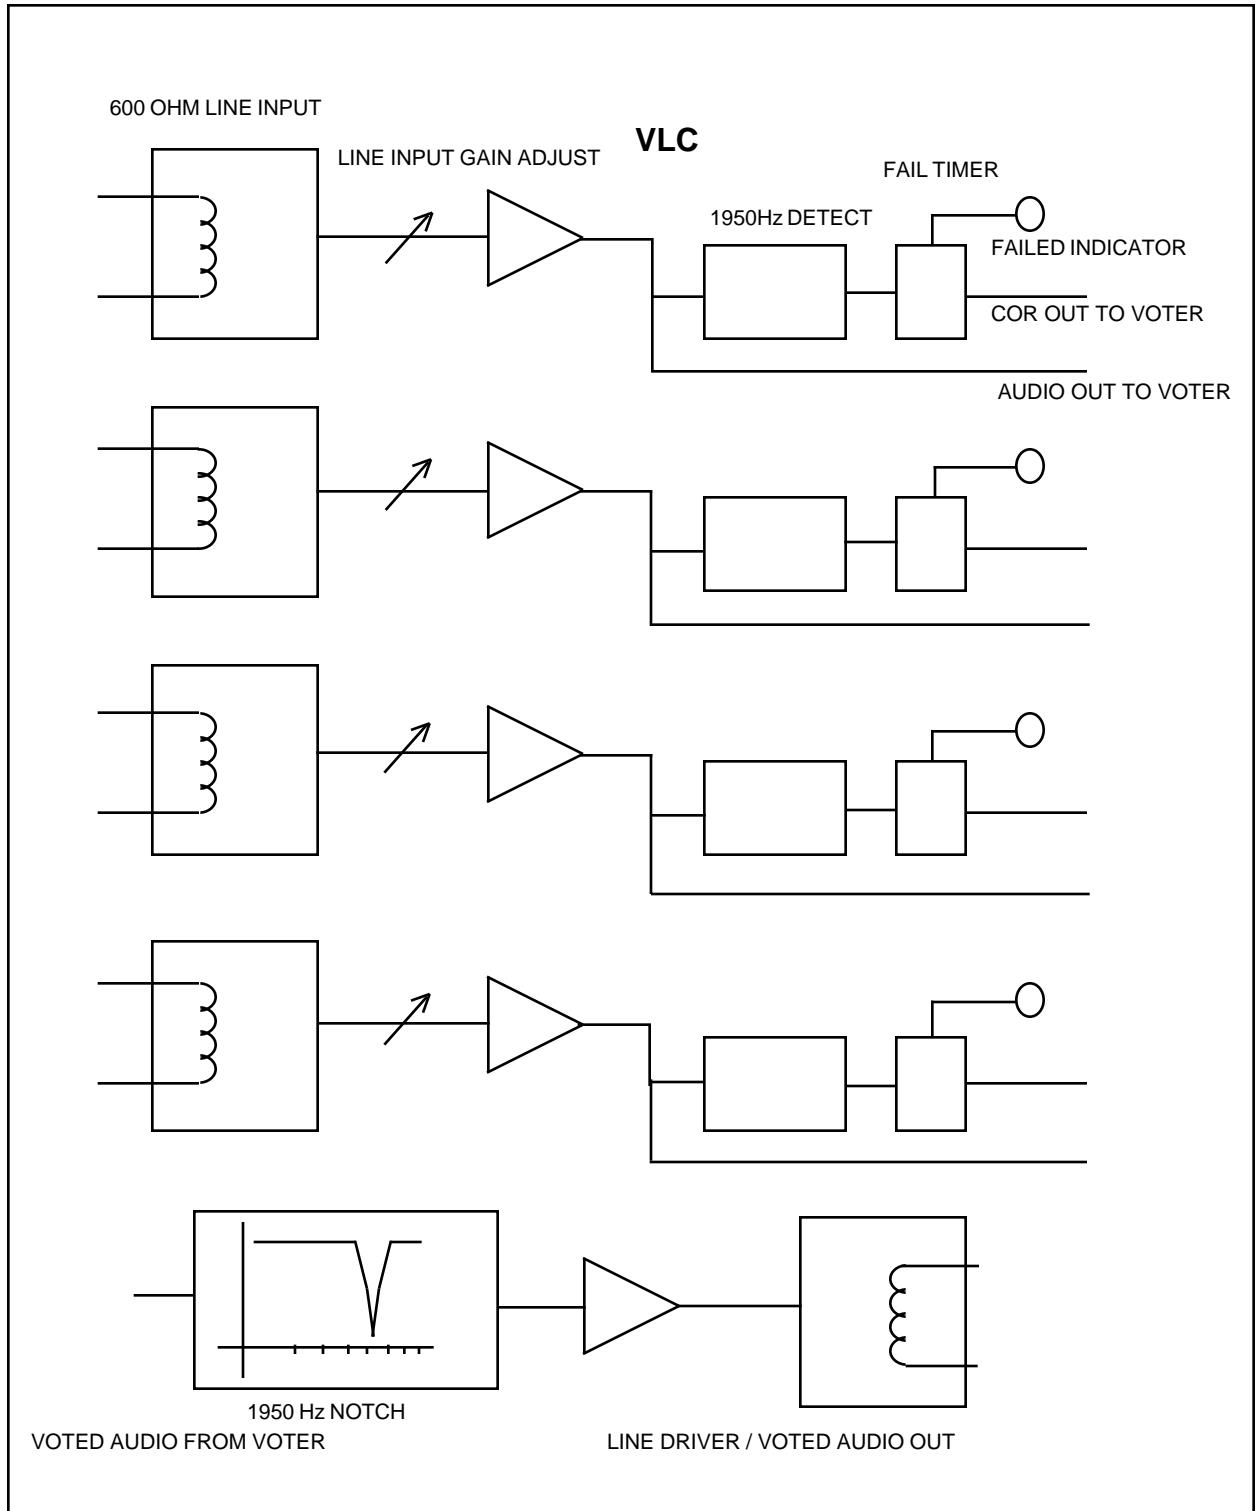 600 OHM LINE INPUT
VLC
LINE INPUT GAIN ADJUST
FAIL TIMER
1950Hz DETECT
FAILED INDICATOR
COR OUT TO VOTER
AUDIO OUT TO VOTER
1950 Hz NOTCH
VOTED AUDIO FROM VOTER
LINE DRIVER / VOTED AUDIO OUT